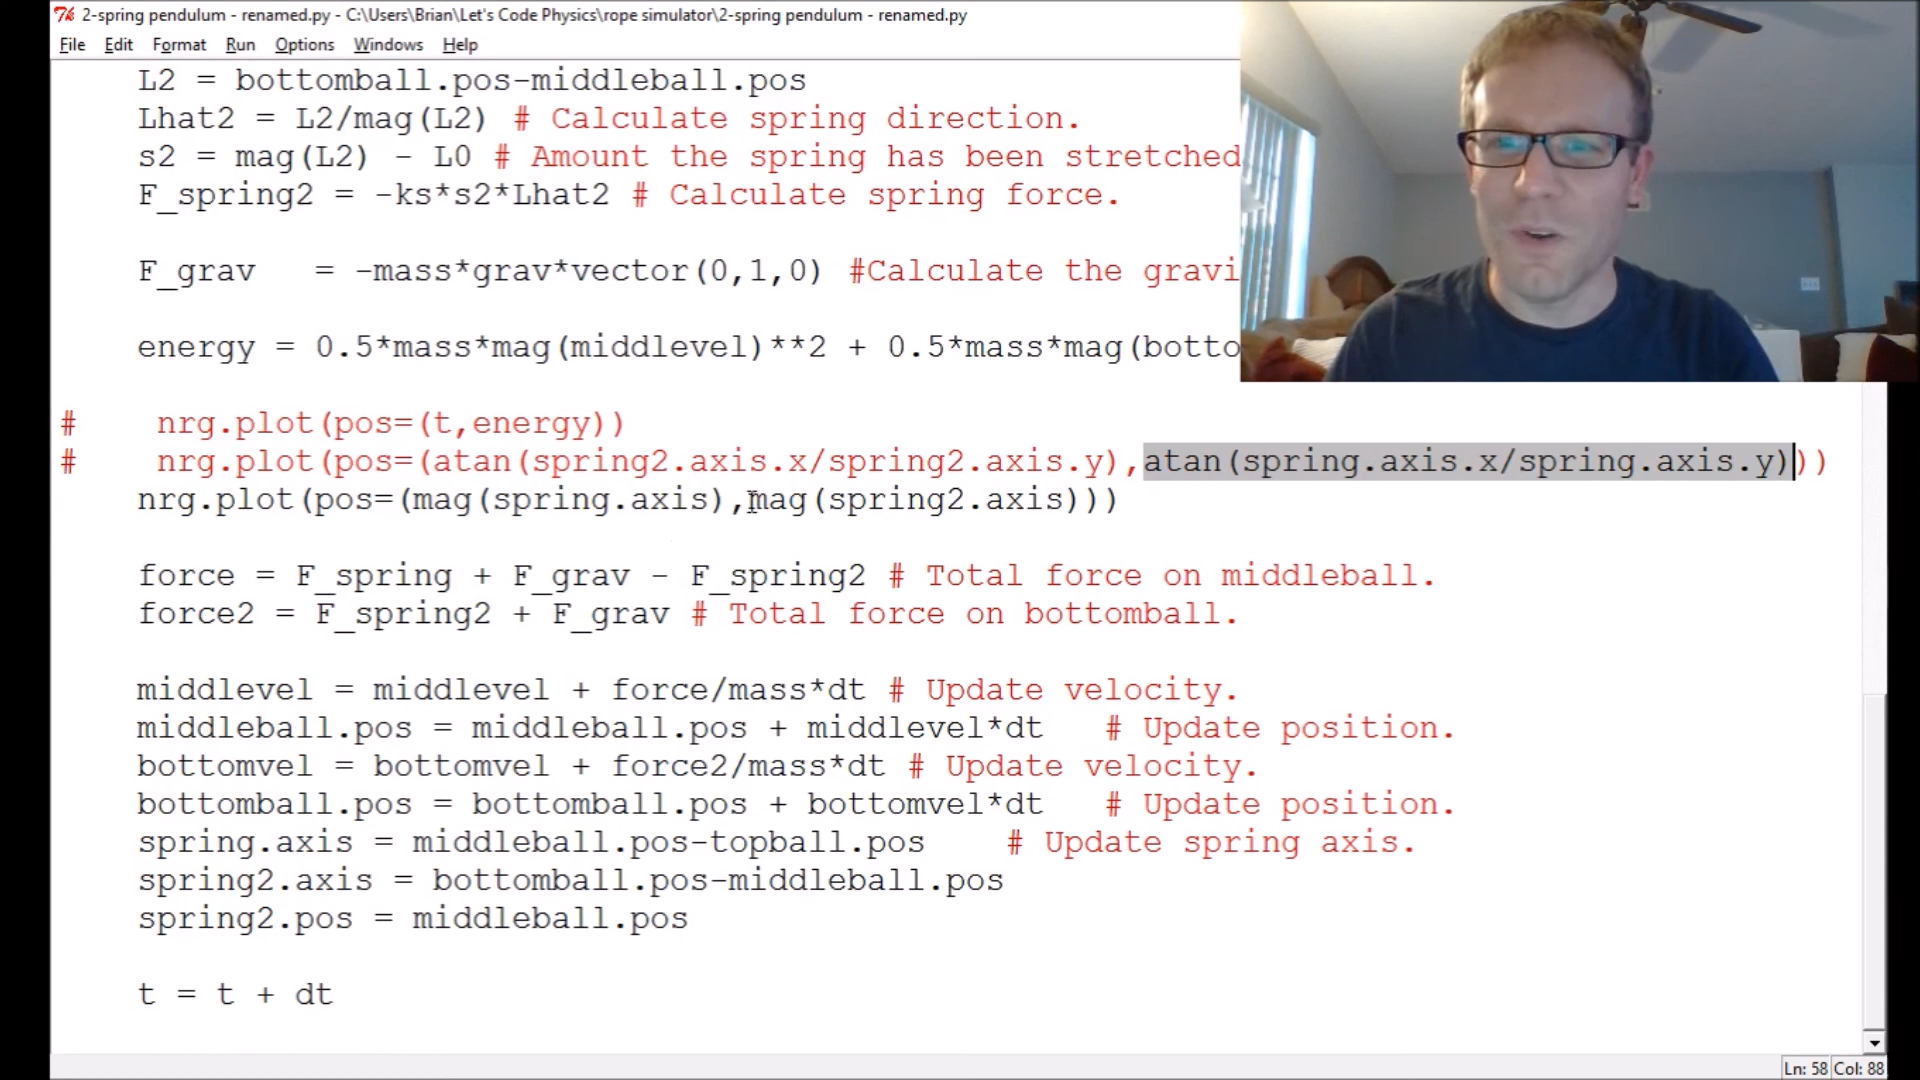 2-spring pendulum - renamed.py - C:\Users\Brian\Let's Code Physics\rope simulator\2-spring pendulum - renamed.py
File Edit Format Run Options Windows Help
L2 = bottomball.pos-middleball.pos
Lhat2 = L2/mag(L2) # Calculate spring direction.
s2 = mag(L2) - L0 # Amount the spring has been stretched
F_spring2 = -ks*s2*Lhat2 # Calculate spring force.
F_grav = -mass*grav*vector(0,1,0) #Calculate the gravi
energy = 0.5*mass*mag(middlevel)**2 + 0.5*mass*mag(botto
# nrg.plot(pos=(t,energy))
# nrg.plot(pos=(atan(spring2.axis.x/spring2.axis.y),atan(spring.axis.x/spring.axis.y)))
nrg.plot(pos=(mag(spring.axis),mag(spring2.axis)))
force = F_spring + F_grav - F_spring2 # Total force on middleball.
force2 = F_spring2 + F_grav # Total force on bottomball.
middlevel = middlevel + force/mass*dt # Update velocity.
middleball.pos = middleball.pos + middlevel*dt # Update position.
bottomvel = bottomvel + force2/mass*dt # Update velocity.
bottomball.pos = bottomball.pos + bottomvel*dt # Update position.
spring.axis = middleball.pos-topball.pos # Update spring axis.
spring2.axis = bottomball.pos-middleball.pos
spring2.pos = middleball.pos
t = t + dt
Ln: 58 Col: 88